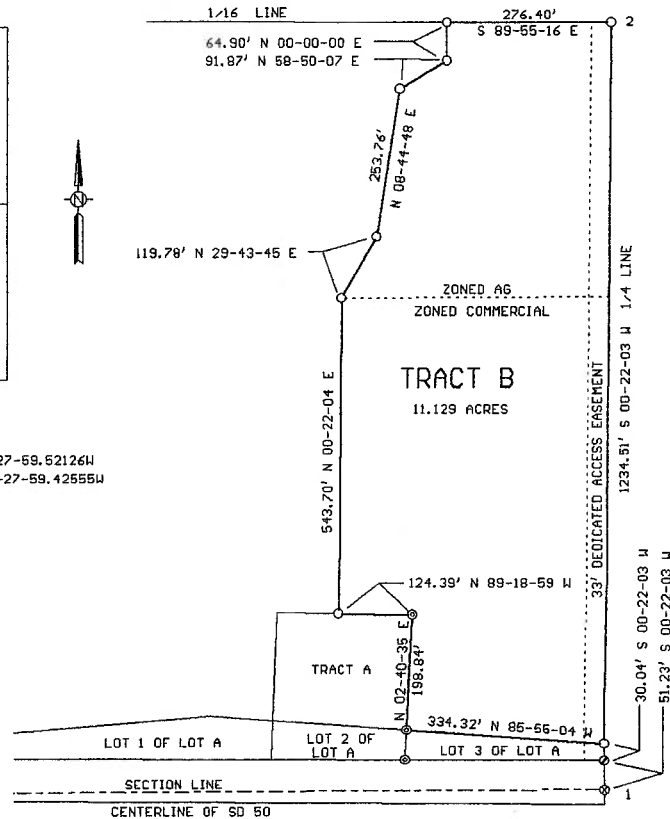 1/16 LINE
276.40'
S 89-55-16 E
2
64.90' N 00-00-00 E
91.87' N 58-50-07 E
N
253.76'
N 08-44-48 E
119.78' N 29-43-45 E
ZONED AG
ZONED COMMERCIAL
TRACT B
11.129 ACRES
33' DEDICATED ACCESS EASEMENT
1234.51' S 00-22-03 W 1/4 LINE
27-59.52126W
-27-59.42555W
543.70' N 00-22-04 E
124.39' N 89-18-59 W
TRACT A
N 02-40-35 E
198.84'
30.04' S 00-22-03 W
51.23' S 00-22-03 W
334.32' N 85-56-04 W
LOT 1 OF LOT A
LOT 2 OF
LOT A
LOT 3 OF LOT A
SECTION LINE
1
CENTERLINE OF SD 50